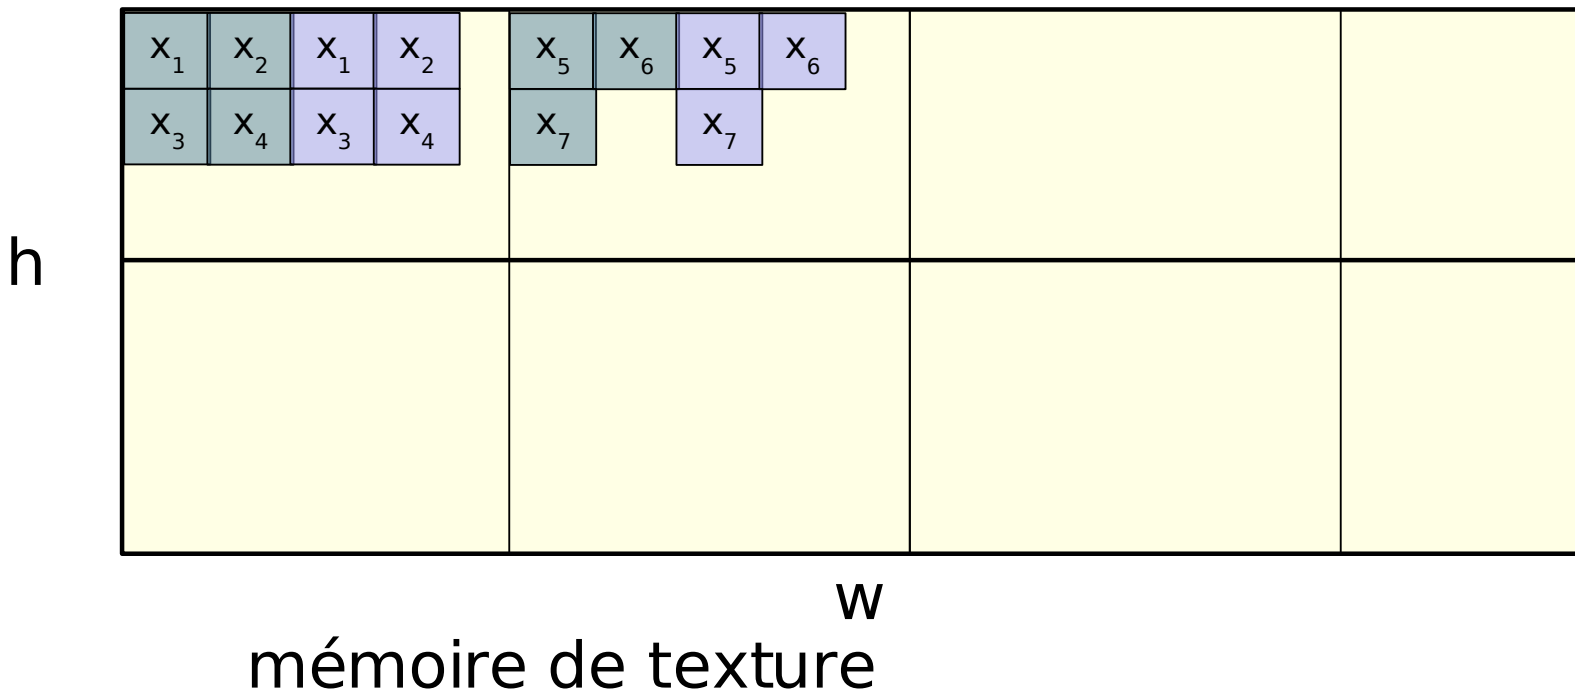 x1 x2 x1 x2 x5 x6 x5 x6
x3 x4 x3 x4 x7 x7
h
w
mémoire de texture